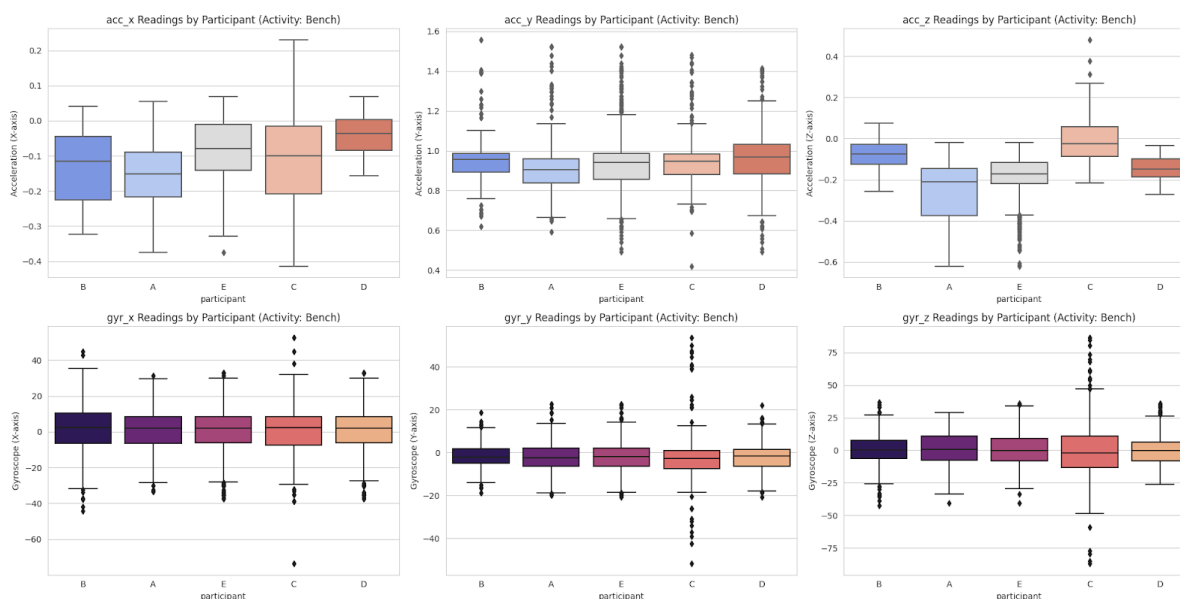 acc_x Readings by Participant (Activity: Bench)
Acceleration (X-axis)
0.2
0.1
0.0
−0.1
−0.2
−0.3
−0.4
B A E C D
participant
acc_y Readings by Participant (Activity: Bench)
Acceleration (Y-axis)
1.6
1.4
1.2
1.0
0.8
0.6
0.4
B A E C D
participant
acc_z Readings by Participant (Activity: Bench)
Acceleration (Z-axis)
0.4
0.2
0.0
−0.2
−0.4
−0.6
B A E C D
participant
gyr_x Readings by Participant (Activity: Bench)
Gyroscope (X-axis)
40
20
0
−20
−40
−60
B A E C D
participant
gyr_y Readings by Participant (Activity: Bench)
Gyroscope (Y-axis)
40
20
0
−20
−40
B A E C D
participant
gyr_z Readings by Participant (Activity: Bench)
Gyroscope (Z-axis)
75
50
25
0
−25
−50
−75
B A E C D
participant